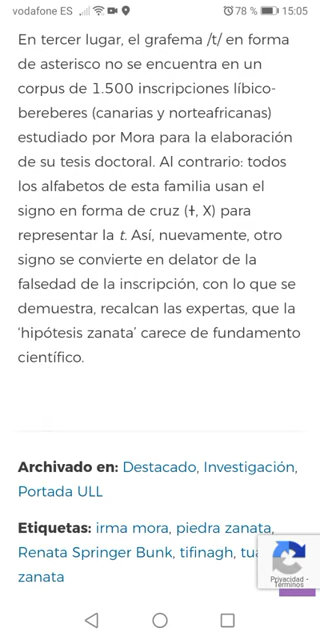 vodafone ES 78 % 15:05
En tercer lugar, el grafema /t/ en forma
de asterisco no se encuentra en un
corpus de 1.500 inscripciones líbico-
bereberes (canarias y norteafricanas)
estudiado por Mora para la elaboración
de su tesis doctoral. Al contrario: todos
los alfabetos de esta familia usan el
signo en forma de cruz (ⵜ, X) para
representar la t. Así, nuevamente, otro
signo se convierte en delator de la
falsedad de la inscripción, con lo que se
demuestra, recalcan las expertas, que la
‘hipótesis zanata’ carece de fundamento
científico.
Archivado en: Destacado, Investigación,
Portada ULL
Etiquetas: irma mora, piedra zanata,
Renata Springer Bunk, tifinagh,
zanata
Privacidad -
Términos